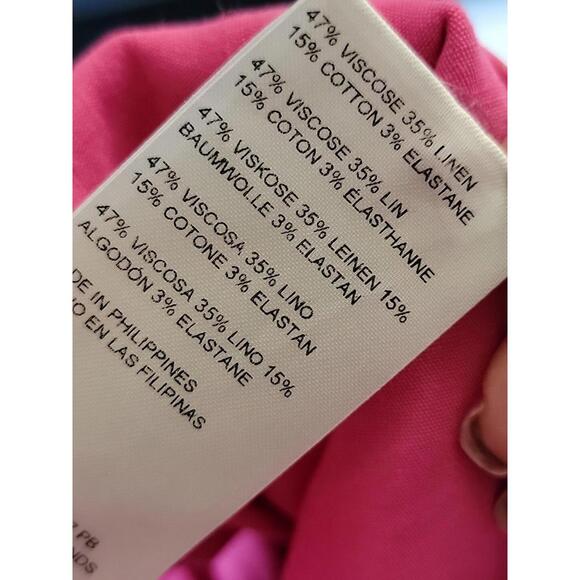 47% VISCOSE 35% LINEN
15% COTTON 3% ELASTANE
47% VISCOSE 35% LIN
15% COTON 3% ÉLASTHANNE
47% VISKOSE 35% LEINEN 15%
BAUMWOLLE 3% ELASTAN
47% VISCOSA 35% LINO
15% COTONE 3% ELASTAN
47% VISCOSA 35% LINO 15%
ALGODÓN 3% ELASTANE
DE IN PHILIPPINES
O EN LAS FILIPINAS
PB
NDS